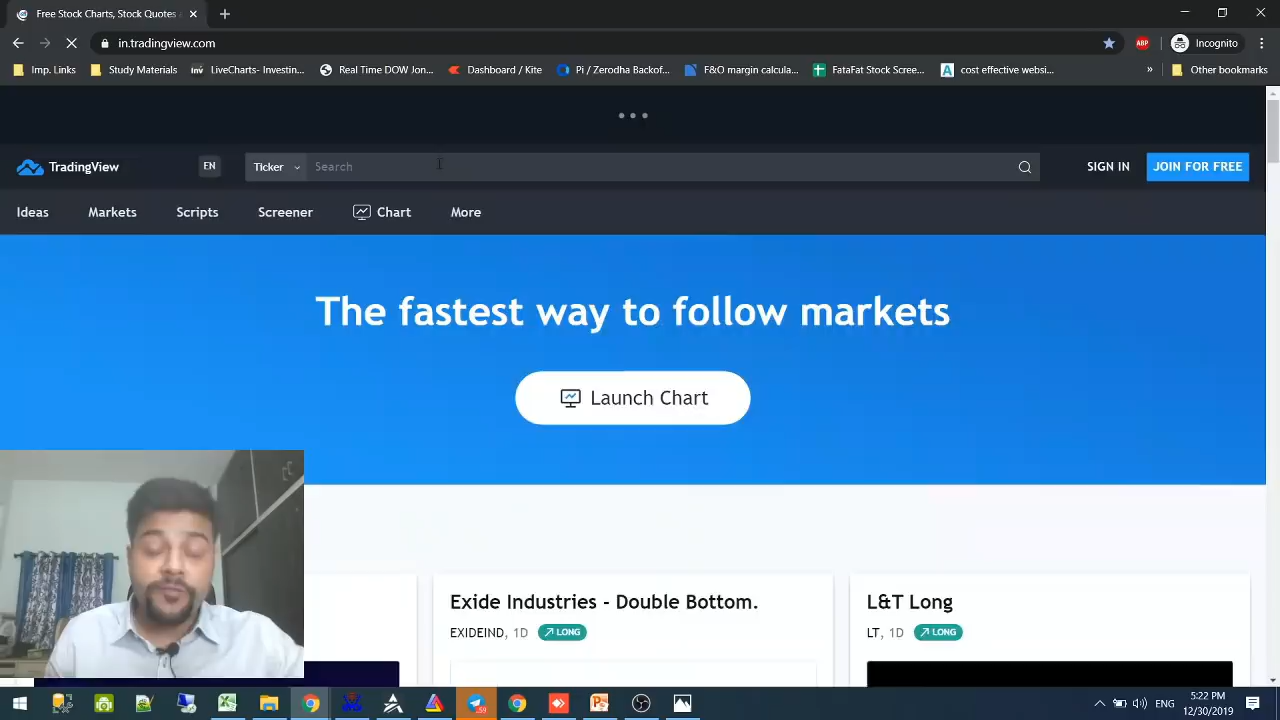 Free Stock Charts, Stock Quotes
in.tradingview.com
ABP
Incognito
Imp. Links
Study Materials
inv
LiveCharts- Investin...
Real Time DOW Jon...
Dashboard / Kite
Pi / Zerodha Backof...
F&O margin calcula...
FataFat Stock Scree...
A
cost effective websi...
»
Other bookmarks
TradingView
EN
Ticker
Search
SIGN IN
JOIN FOR FREE
Ideas
Markets
Scripts
Screener
Chart
More
The fastest way to follow markets
Launch Chart
Exide Industries - Double Bottom.
EXIDEIND, 1D
LONG
L&T Long
LT, 1D
LONG
59
ENG
5:22 PM
12/30/2019